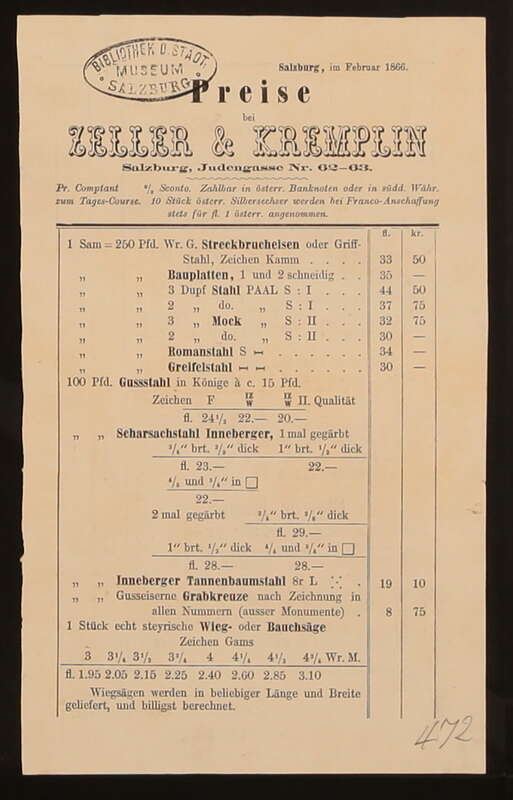 BIBLIOTHEK D. STÄDT.
MUSEUM
SALZBURG
Salzburg, im Februar 1866.
Preise
bei
ZELLER & KREMPLIN
Salzburg, Judengasse Nr. 62–63.
Pr. Comptant % Sconto. Zahlbar in österr. Banknoten oder in südd. Währ.
zum Tages-Course. 10 Stück österr. Silbersechser werden bei Franco-Anschaffung
stets für fl. 1 österr. angenommen.
fl. kr.
1 Sam = 250 Pfd. Wr. G. Streckbrucheisen oder Griff-
Stahl, Zeichen Kamm . . . . 33 50
„ „ Bauplatten, 1 und 2 schneidig . . 35 —
„ „ 3 Dupf Stahl PAAL S : I . . . 44 50
„ „ 2 „ do. „ S : I . . . 37 75
„ „ 3 „ Mock „ S : II . . . 32 75
„ „ 2 „ do. „ S : II . . . 30 —
„ „ Romanstahl S . . . . . . 34 —
„ „ Greifelstahl . . . . . . 30 —
100 Pfd. Gussstahl in Könige à c. 15 Pfd.
Zeichen F IZ/W IZ/W II. Qualität
fl. 24½ 22.— 20.—
„ „ Scharsachstahl Inneberger, 1 mal gegärbt
¾" brt. ³/₈" dick 1" brt. ½" dick
fl. 23.— 22.—
und ¾" in □
22.—
2 mal gegärbt ¾" brt. ³/₈" dick
fl. 29.—
1" brt. ½" dick ⁴/₄ und ¾" in □
fl. 28.— 28.—
„ „ Inneberger Tannenbaumstahl 8r L . 19 10
„ „ Gusseiserne Grabkreuze nach Zeichnung in
allen Nummern (ausser Monumente) . 8 75
1 Stück echt steyrische Wieg- oder Bauchsäge
Zeichen Gams
3 3¼ 3½ 3¾ 4 4¼ 4½ 4¾ Wr. M.
fl. 1.95 2.05 2.15 2.25 2.40 2.60 2.85 3.10
Wiegsägen werden in beliebiger Länge und Breite
geliefert, und billigst berechnet.
472